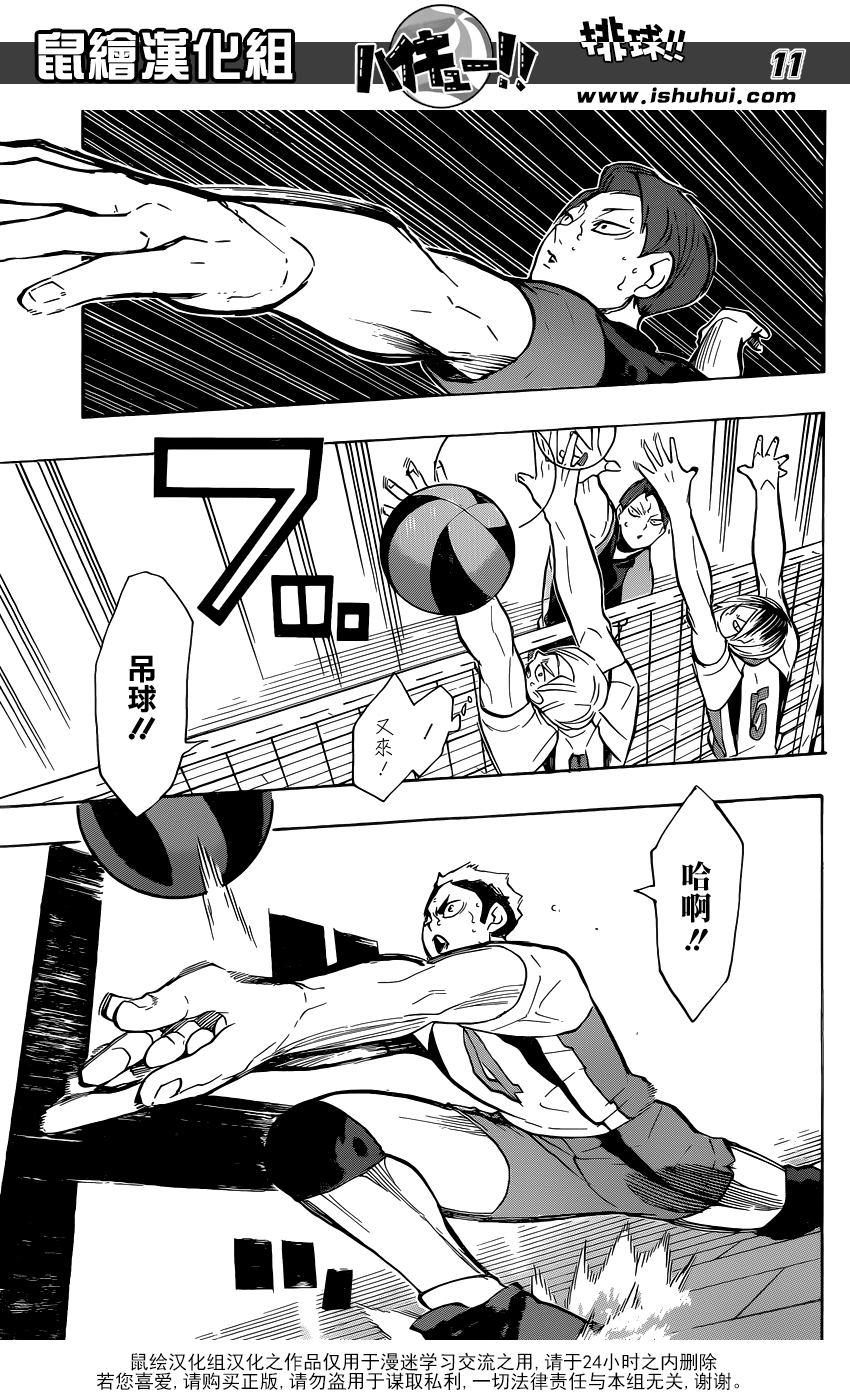 鼠繪漢化組
ハイキュー!!
排球!!
11
www.ishuhui.com
フッ。
5
又來!
吊球!!
哈啊!!
4
鼠绘汉化组汉化之作品仅用于漫迷学习交流之用,请于24小时之内删除
若您喜爱,请购买正版,请勿盗用于谋取私利,一切法律责任与本组无关,谢谢。